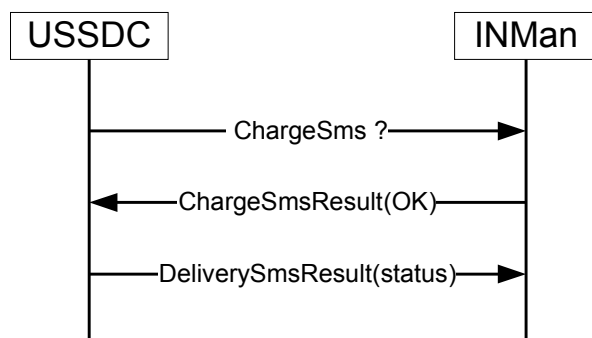 USSDC
INMan
ChargeSms ?
ChargeSmsResult(OK)
DeliverySmsResult(status)